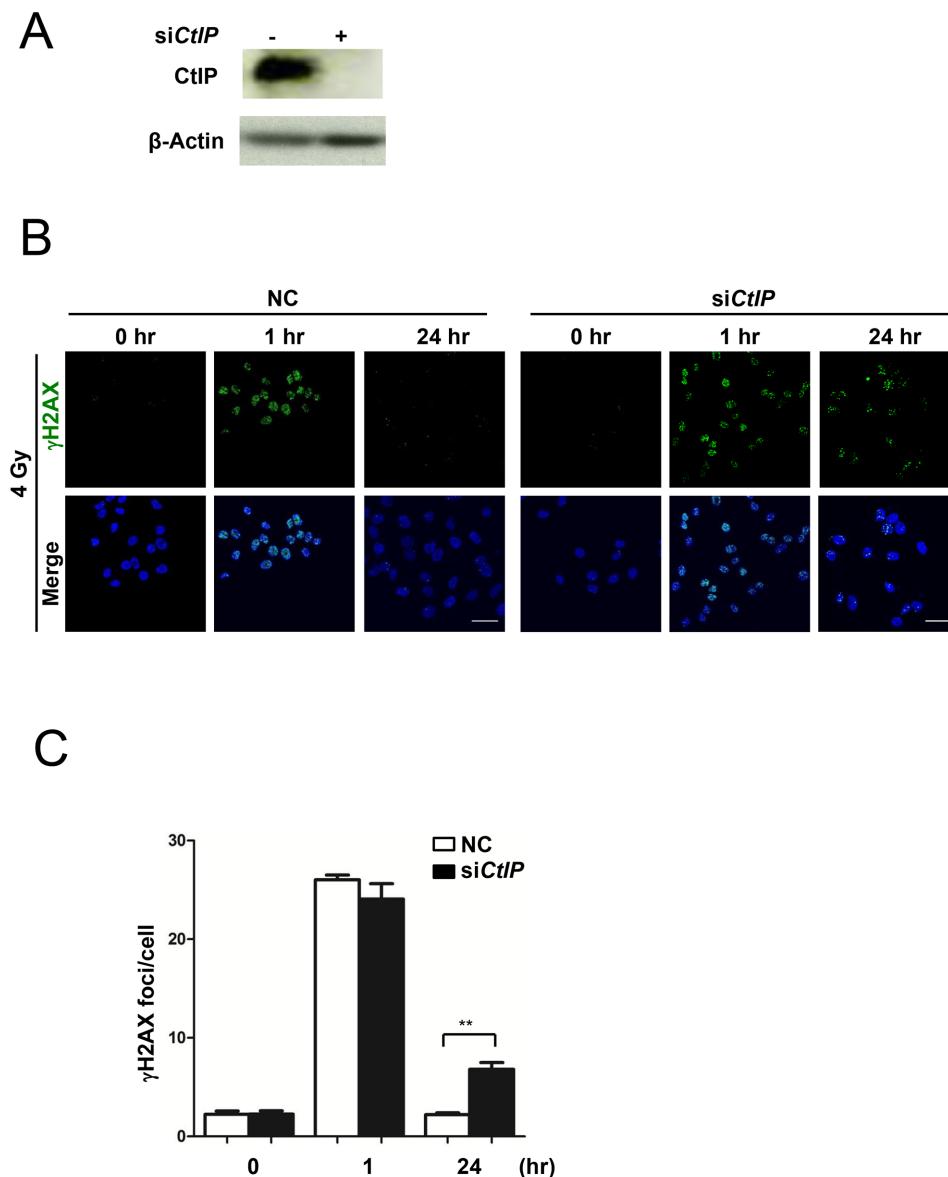 A
siCtIP - +
CtIP
β-Actin
B
NC siCtIP
0 hr 1 hr 24 hr 0 hr 1 hr 24 hr
4 Gy
γH2AX
Merge
C
30
20
10
0
γH2AX foci/cell
NC
siCtIP
**
0 1 24 (hr)